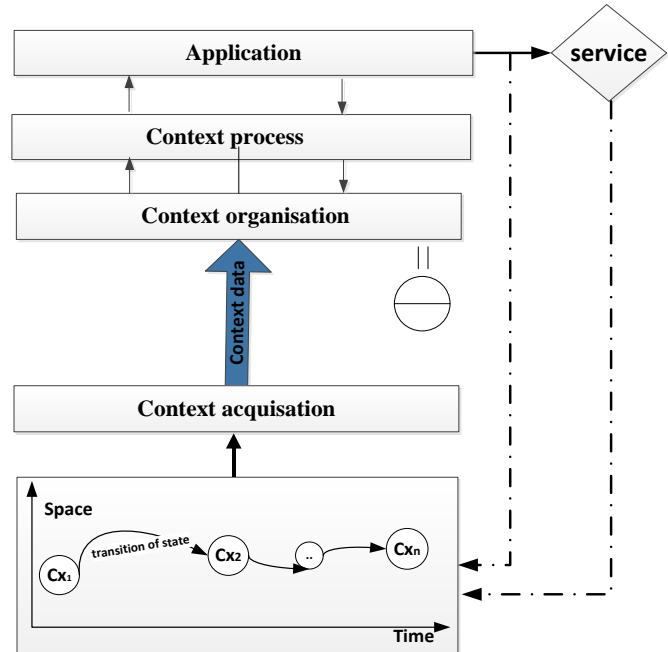 Application
service
Context process
Context organisation
Context data
Context acquisation
Space
transition of state
Cx₁
Cx₂
..
Cxₙ
Time